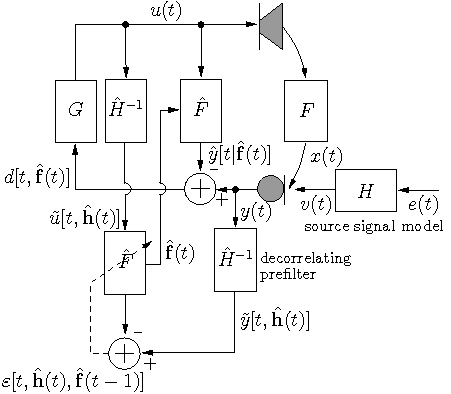 u(t)
G
Ĥ⁻¹
F̂
F
ŷ[t|f̂(t)]
-
x(t)
d[t, f̂(t)]
+
+
H
y(t)
v(t)
e(t)
source signal model
ũ[t, ĥ(t)]
F̂
f̂(t)
Ĥ⁻¹
decorrelating
prefilter
-
ỹ[t, ĥ(t)]
+
+
ε[t, ĥ(t), f̂(t−1)]